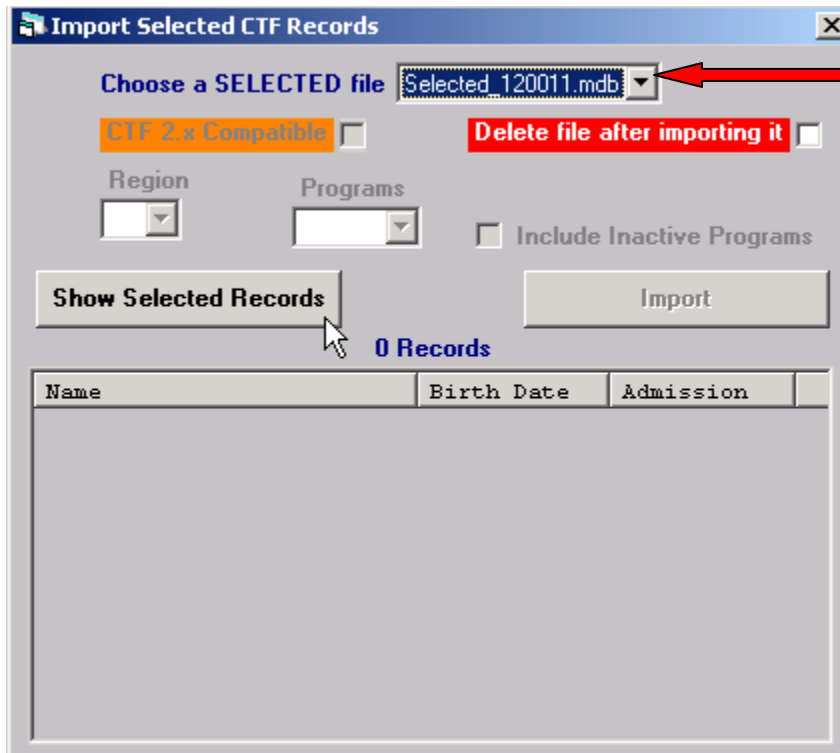 Import Selected CTF Records
Choose a SELECTED file Selected_120011.mdb
CTF 2.x Compatible Delete file after importing it
Region Programs
Include Inactive Programs
Show Selected Records Import
0 Records
Name Birth Date Admission